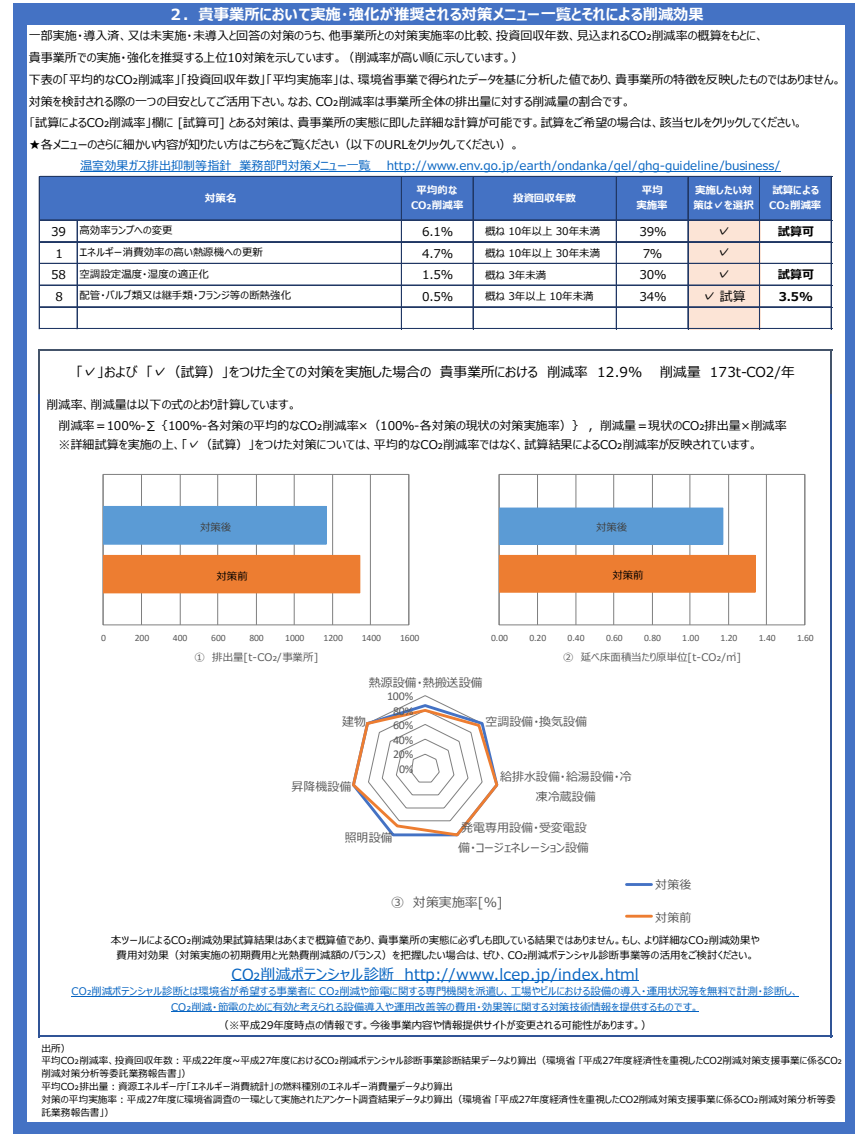 ２．貴事業所において実施・強化が推奨される対策メニュー一覧とそれによる削減効果
一部実施・導入済、又は未実施・未導入と回答の対策のうち、他事業所との対策実施率の比較、投資回収年数、見込まれるCO₂削減率の概算をもとに、
貴事業所での実施・強化を推奨する上位10対策を示しています。（削減率が高い順に示しています。）
下表の「平均的なCO₂削減率」「投資回収年数」「平均実施率」は、環境省事業で得られたデータを基に分析した値であり、貴事業所の特徴を反映したものではありません。
対策を検討される際の一つの目安としてご活用下さい。なお、CO₂削減率は事業所全体の排出量に対する削減量の割合です。
「試算によるCO₂削減率」欄に [試算可] とある対策は、貴事業所の実態に即した詳細な計算が可能です。試算をご希望の場合は、該当セルをクリックしてください。
★各メニューのさらに細かい内容が知りたい方はこちらをご覧ください（以下のURLをクリックしてください）。
温室効果ガス排出抑制等指針 業務部門対策メニュー一覧 http://www.env.go.jp/earth/ondanka/gel/ghg-guideline/business/
対策名 平均的な CO₂削減率 投資回収年数 平均 実施率 実施したい対策は✓を選択 試算による CO₂削減率
39 高効率ランプへの変更 6.1% 概ね 10年以上 30年未満 39% ✓ 試算可
1 エネルギー消費効率の高い熱源機への更新 4.7% 概ね 10年以上 30年未満 7% ✓
58 空調設定温度・湿度の適正化 1.5% 概ね 3年未満 30% ✓ 試算可
8 配管・バルブ類又は継手類・フランジ等の断熱強化 0.5% 概ね 3年以上 10年未満 34% ✓ 試算 3.5%
「✓」および 「✓（試算）」をつけた全ての対策を実施した場合の 貴事業所における 削減率 12.9% 削減量 173t-CO2/年
削減率、削減量は以下の式のとおり計算しています。
削減率＝100%-Σ｛100%-各対策の平均的なCO₂削減率×（100%-各対策の現状の対策実施率）｝ , 削減量＝現状のCO₂排出量×削減率
※詳細試算を実施の上、「✓（試算）」をつけた対策については、平均的なCO₂削減率ではなく、試算結果によるCO₂削減率が反映されています。
対策後
対策前
0 200 400 600 800 1000 1200 1400 1600
① 排出量[t-CO₂/事業所]
対策後
対策前
0.00 0.20 0.40 0.60 0.80 1.00 1.20 1.40 1.60
② 延べ床面積当たり原単位[t-CO₂/㎡]
熱源設備・熱搬送設備
100%
80%
60%
40%
20%
0%
建物
空調設備・換気設備
昇降機設備
給排水設備・給湯設備・冷
凍冷蔵設備
照明設備
発電専用設備・受変電設
備・コージェネレーション設備
対策後
対策前
③ 対策実施率[%]
本ツールによるCO₂削減効果試算結果はあくまで概算値であり、貴事業所の実態に必ずしも即している結果ではありません。もし、より詳細なCO₂削減効果や
費用対効果（対策実施の初期費用と光熱費削減額のバランス）を把握したい場合は、ぜひ、CO₂削減ポテンシャル診断事業等の活用をご検討ください。
CO₂削減ポテンシャル診断 http://www.lcep.jp/index.html
CO₂削減ポテンシャル診断とは環境省が希望する事業者に CO₂削減や節電に関する専門機関を派遣し、工場やビルにおける設備の導入・運用状況等を無料で計測・診断し、
CO₂削減・節電のために有効と考えられる設備導入や運用改善等の費用・効果等に関する対策技術情報を提供するものです。
（※平成29年度時点の情報です。今後事業内容や情報提供サイトが変更される可能性があります。）
出所）
平均CO₂削減率、投資回収年数：平成22年度~平成27年度におけるCO₂削減ポテンシャル診断事業診断結果データより算出（環境省「平成27年度経済性を重視したCO2削減対策支援事業に係るCO₂
削減対策分析等委託業務報告書」）
平均CO₂排出量：資源エネルギー庁「エネルギー消費統計」の燃料種別のエネルギー消費量データより算出
対策の平均実施率：平成27年度に環境省調査の一環として実施されたアンケート調査結果データより算出（環境省「平成27年度経済性を重視したCO2削減対策支援事業に係るCO₂削減対策分析等委
託業務報告書」）